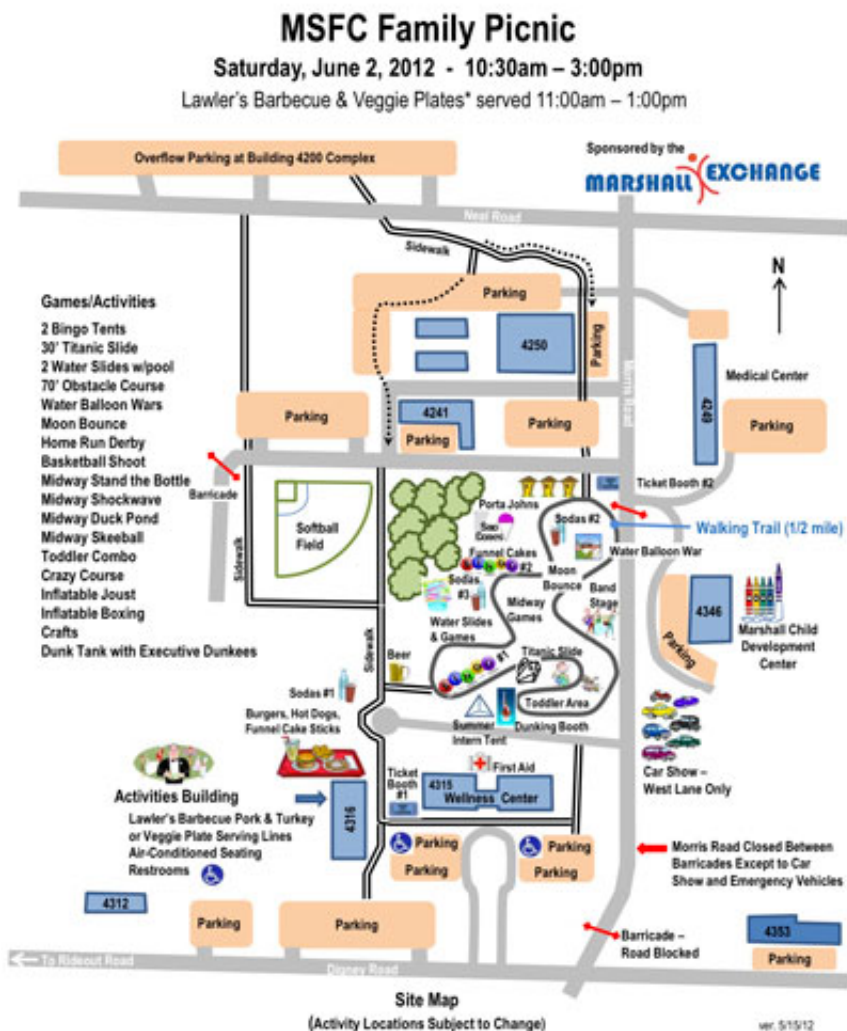 MSFC Family Picnic
Saturday, June 2, 2012 - 10:30am – 3:00pm
Lawler's Barbecue & Veggie Plates* served 11:00am – 1:00pm
Overflow Parking at Building 4200 Complex
Sponsored by the
MARSHALL EXCHANGE
Neal Road
Sidewalk
N
Parking
Games/Activities
2 Bingo Tents
30' Titanic Slide
2 Water Slides w/pool
70' Obstacle Course
Water Balloon Wars
Moon Bounce
Home Run Derby
Basketball Shoot
Midway Stand the Bottle
Midway Shockwave
Midway Duck Pond
Midway Skeeball
Toddler Combo
Crazy Course
Inflatable Joust
Inflatable Boxing
Crafts
Dunk Tank with Executive Dunkees
4250
Parking
Morris Road
4249
Medical Center
Parking
4241
Parking
Parking
Parking
Barricade
Ticket Booth #2
Sidewalk
Softball
Field
Porta Johns
Sno
Cones
Sodas #2
Walking Trail (1/2 mile)
Water Balloon War
Funnel Cakes
#2
Moon
Bounce
Sodas
#3
Band
Stage
Midway
Games
Water Slides
& Games
4346
Parking
Marshall Child
Development
Center
Sidewalk
Beer
#1
Titanic Slide
Toddler Area
Sodas #1
Burgers, Hot Dogs,
Funnel Cake Sticks
Summer
Intern Tent
Dunking Booth
Car Show –
West Lane Only
First Aid
Activities Building
Lawler's Barbecue Pork & Turkey
or Veggie Plate Serving Lines
Air-Conditioned Seating
Restrooms
4316
Ticket
Booth
#1
4315
Wellness Center
Parking
Parking
Parking
Parking
Morris Road Closed Between
Barricades Except to Car
Show and Emergency Vehicles
4312
Parking
Parking
Barricade –
Road Blocked
4353
Parking
To Rideout Road
Digney Road
Site Map
(Activity Locations Subject to Change)
ver. 5/15/12